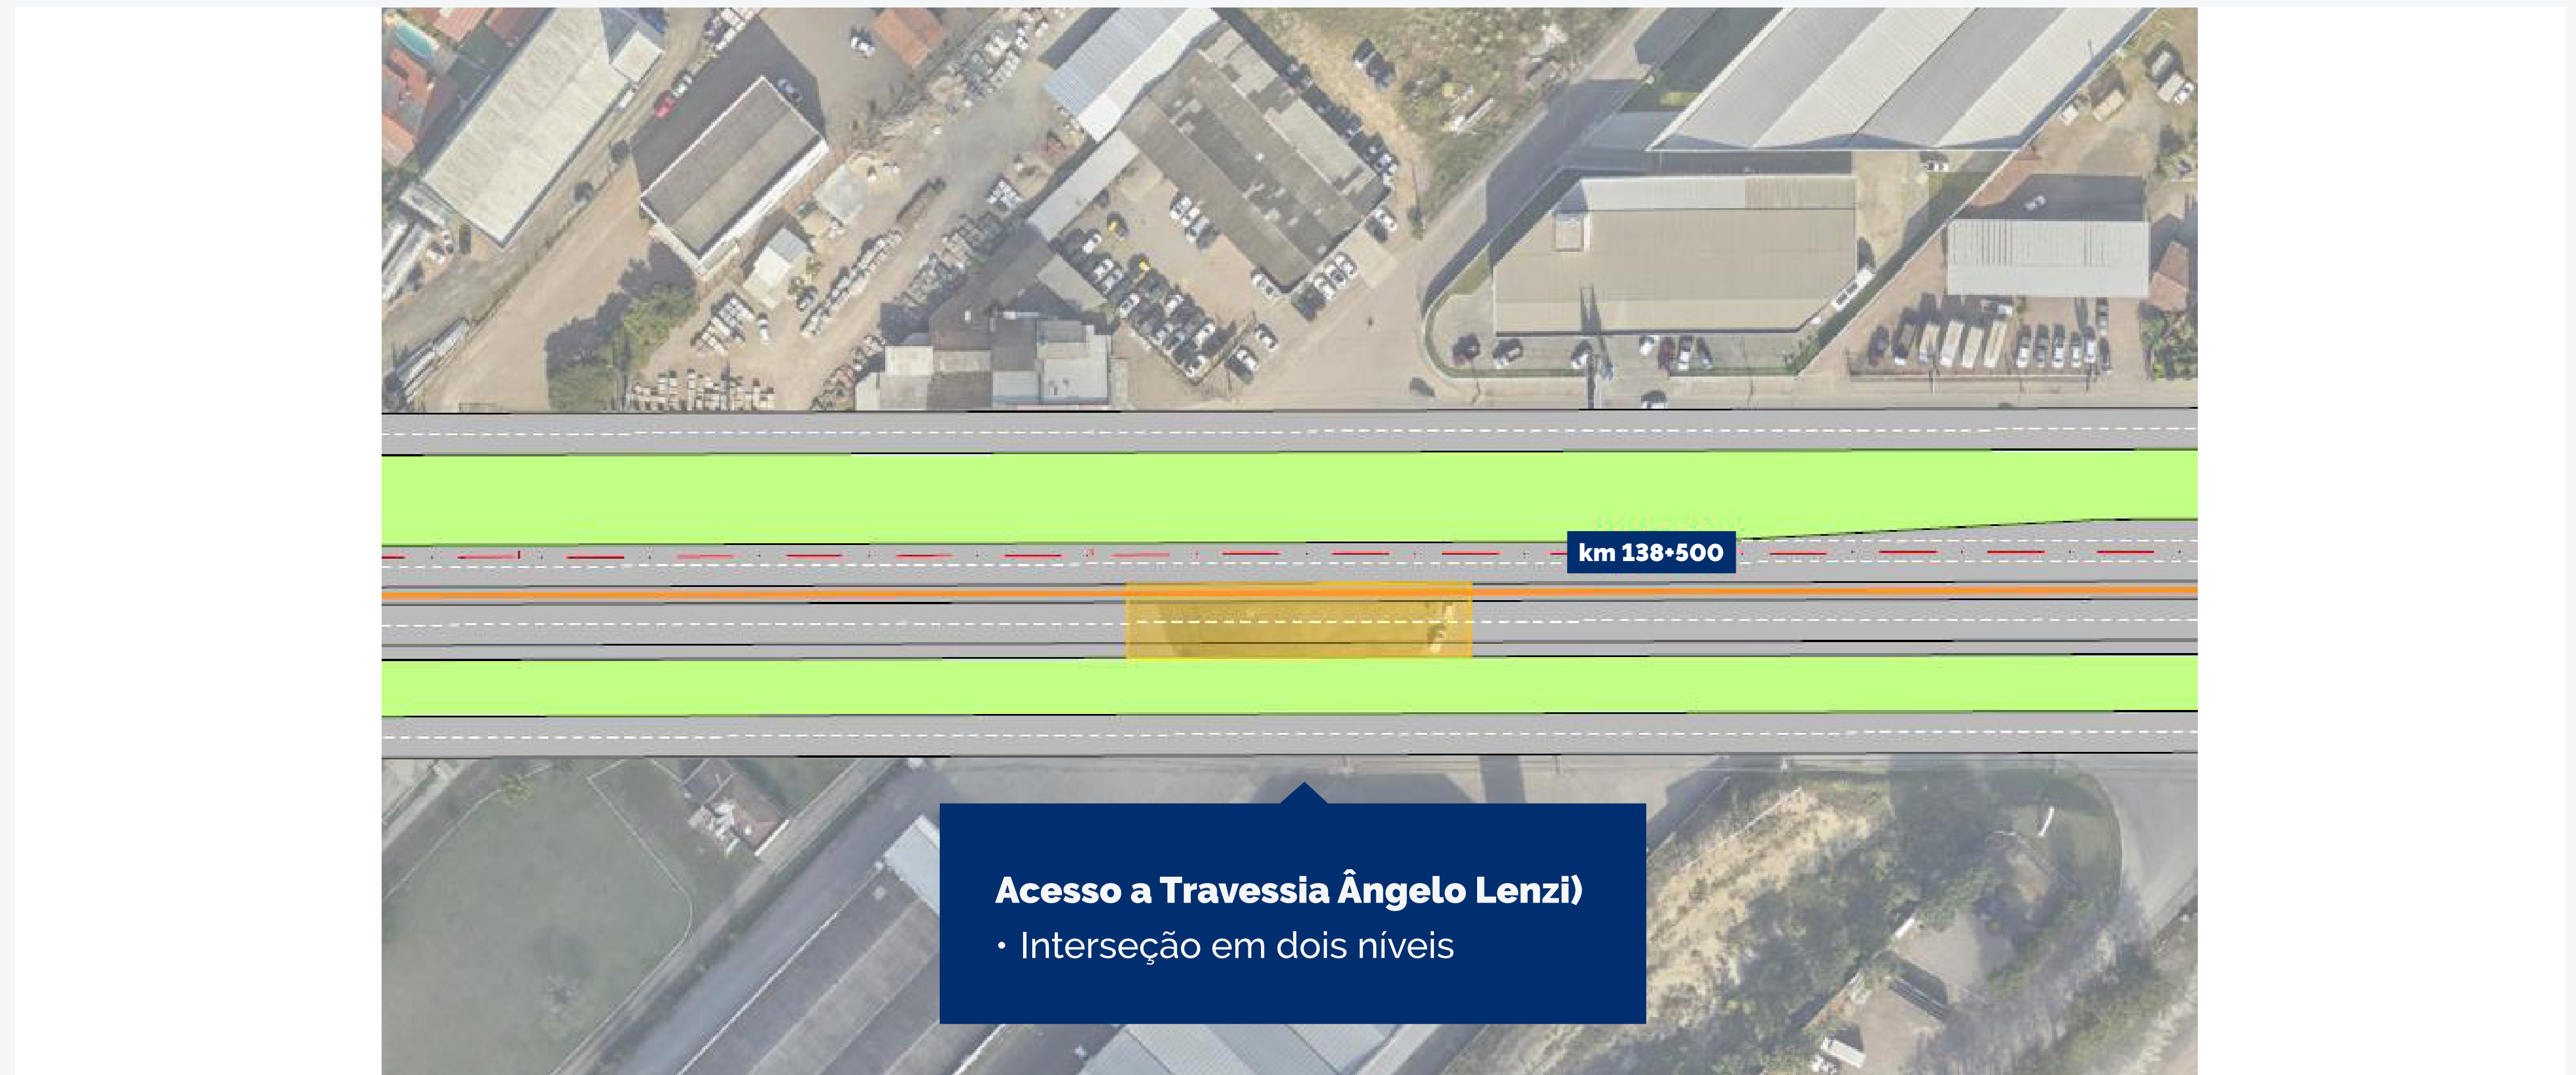 km 138+500
Acesso a Travessia Ângelo Lenzi)
• Interseção em dois níveis